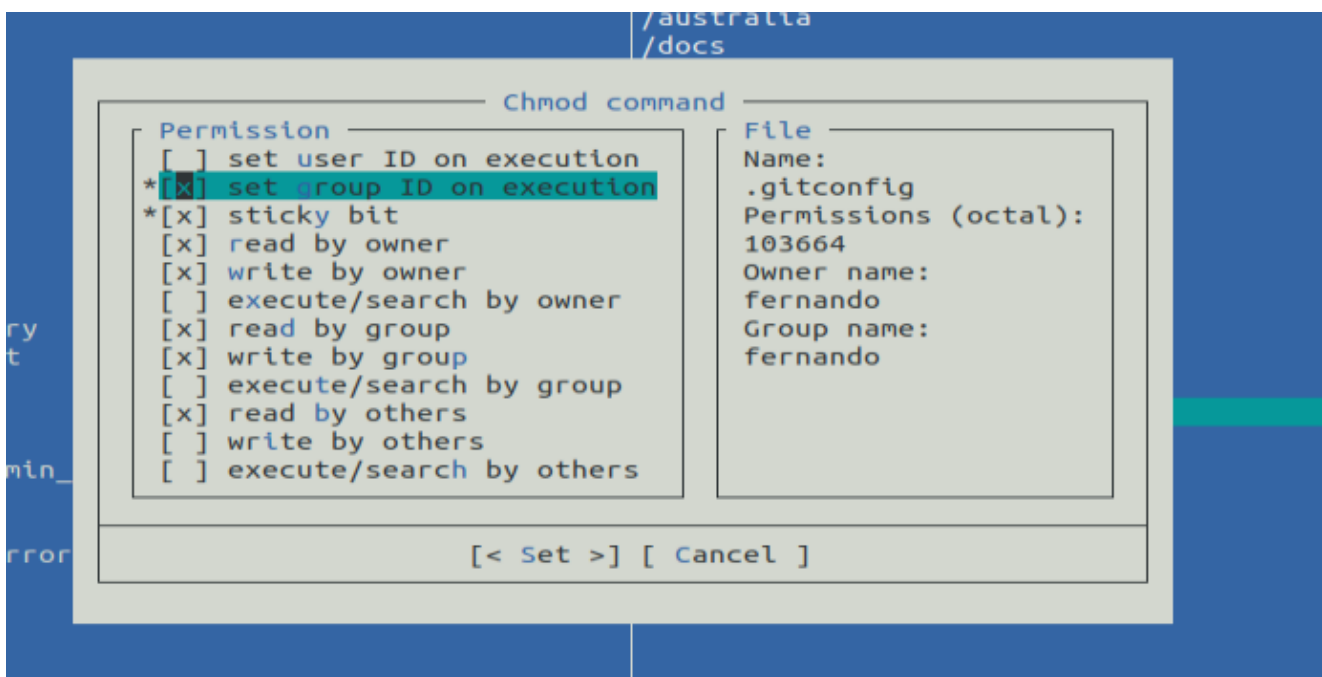 /australia
/docs
Chmod command
Permission
[ ] set user ID on execution
*[x] set group ID on execution
*[x] sticky bit
[x] read by owner
[x] write by owner
[ ] execute/search by owner
[x] read by group
[x] write by group
[ ] execute/search by group
[x] read by others
[ ] write by others
[ ] execute/search by others
File
Name:
.gitconfig
Permissions (octal):
103664
Owner name:
fernando
Group name:
fernando
ry
t
min_
rror
[< Set >] [ Cancel ]